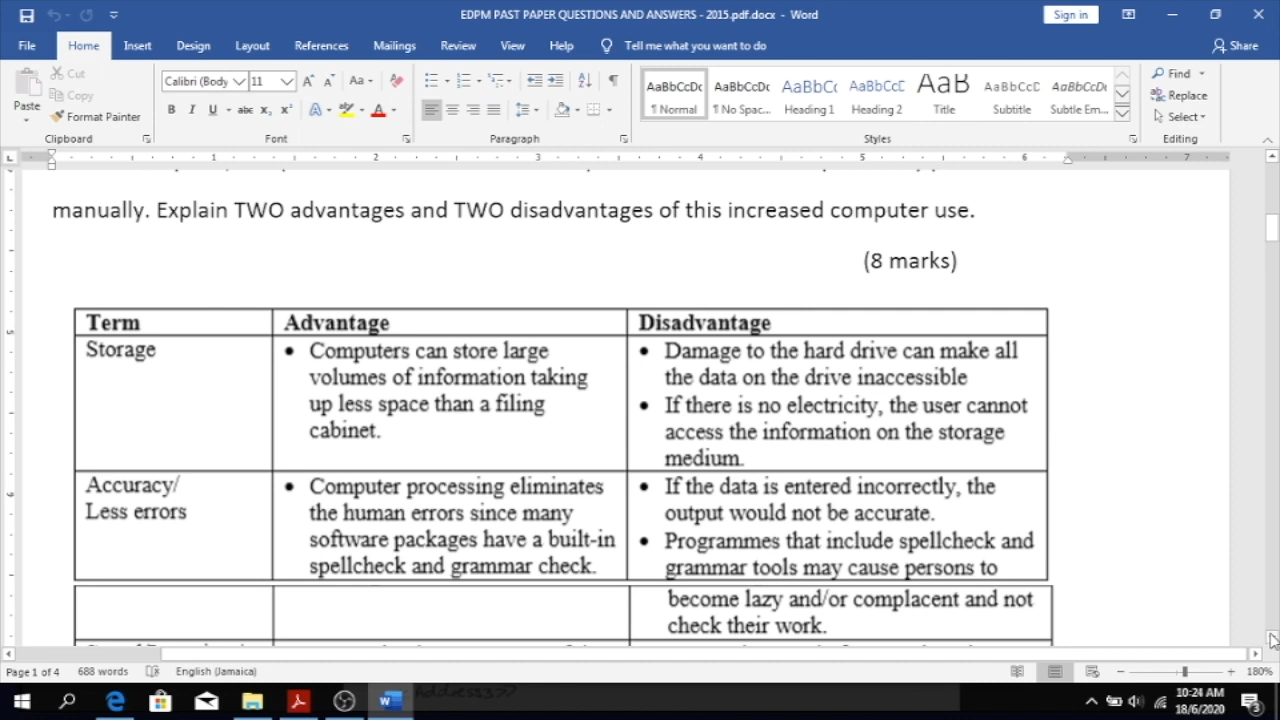 EDPM PAST PAPER QUESTIONS AND ANSWERS - 2015.pdf.docx - Word
Sign in
File Home Insert Design Layout References Mailings Review View Help Tell me what you want to do
Share
Paste
Cut
Copy
Format Painter
Clipboard
Calibri (Body 11
Font
Paragraph
AaBbCcDc AaBbCcDc AaBbCc AaBbCcD AaB AaBbCcD AaBbCcDc
¶ Normal ¶ No Spac... Heading 1 Heading 2 Title Subtitle Subtle Em...
Styles
Find
Replace
Select
Editing
1 2 3 4 5 6 7
manually. Explain TWO advantages and TWO disadvantages of this increased computer use.
(8 marks)
Term Advantage Disadvantage
Storage
• Computers can store large
volumes of information taking
up less space than a filing
cabinet.
• Damage to the hard drive can make all
the data on the drive inaccessible
• If there is no electricity, the user cannot
access the information on the storage
medium.
Accuracy/
Less errors
• Computer processing eliminates
the human errors since many
software packages have a built-in
spellcheck and grammar check.
• If the data is entered incorrectly, the
output would not be accurate.
• Programmes that include spellcheck and
grammar tools may cause persons to
become lazy and/or complacent and not
check their work.
Page 1 of 4 688 words English (Jamaica) 180%
10:24 AM
18/6/2020